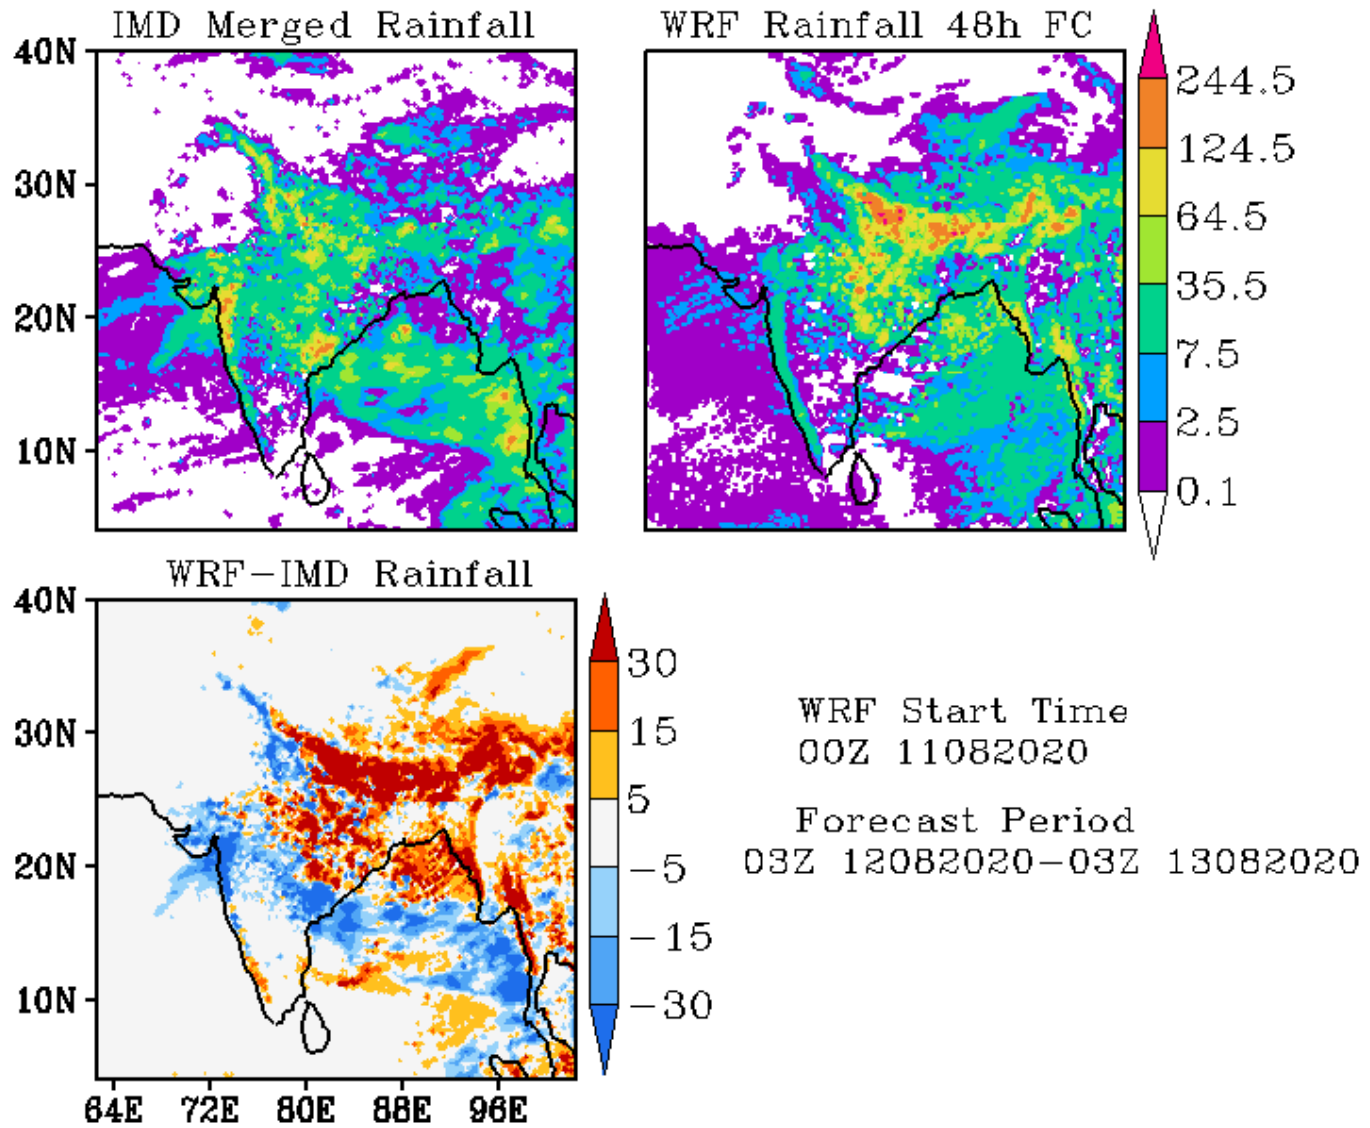 IMD Merged Rainfall
WRF Rainfall 48h FC
40N
30N
20N
10N
244.5
124.5
64.5
35.5
7.5
2.5
0.1
WRF-IMD Rainfall
40N
30N
20N
10N
64E 72E 80E 88E 96E
30
15
5
-5
-15
-30
WRF Start Time
00Z 11082020
Forecast Period
03Z 12082020-03Z 13082020